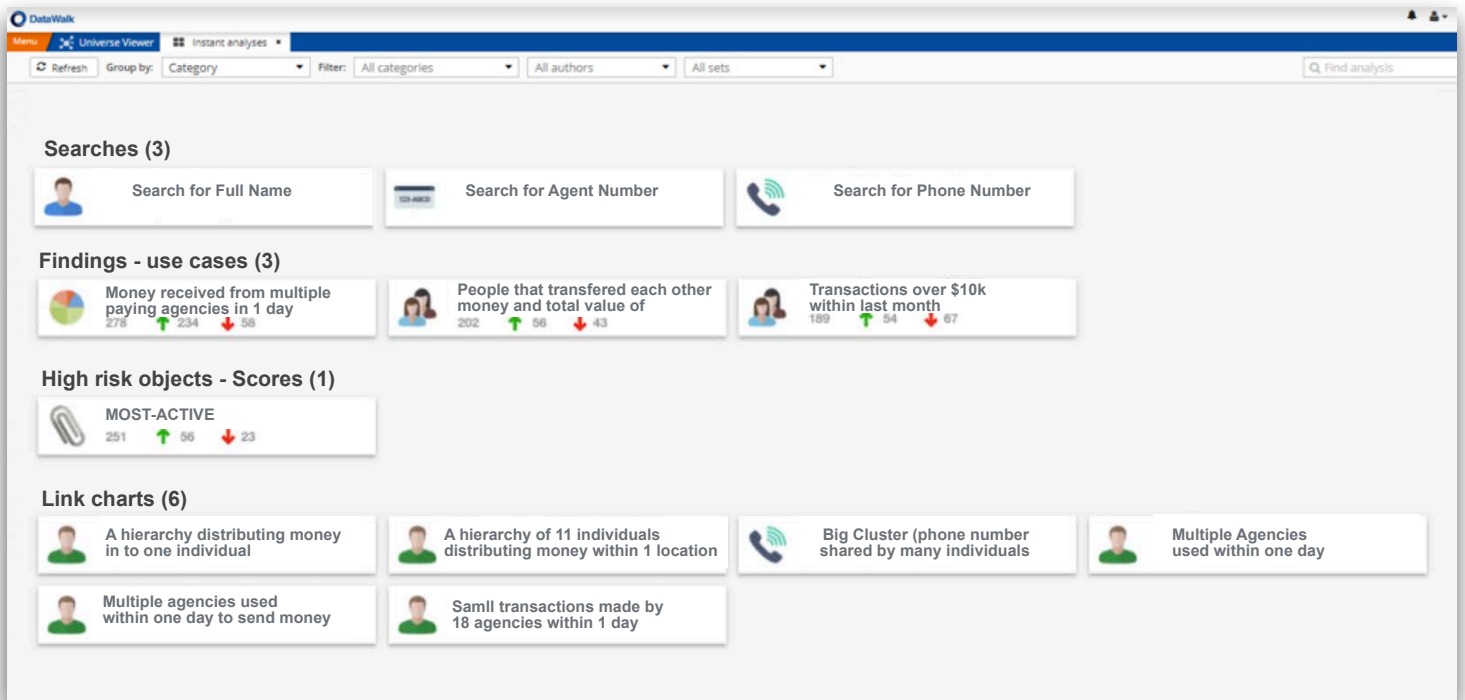 DataWalk
Menu Universe Viewer Instant analyses ×
Refresh Group by: Category Filter: All categories All authors All sets Find analysis
Searches (3)
Search for Full Name
123-ABCD
Search for Agent Number
Search for Phone Number
Findings - use cases (3)
Money received from multiple
paying agencies in 1 day
278 234 58
People that transfered each other
money and total value of
202 56 43
Transactions over $10k
within last month
189 54 67
High risk objects - Scores (1)
MOST-ACTIVE
251 56 23
Link charts (6)
A hierarchy distributing money
in to one individual
A hierarchy of 11 individuals
distributing money within 1 location
Big Cluster (phone number
shared by many individuals
Multiple Agencies
used within one day
Multiple agencies used
within one day to send money
Samll transactions made by
18 agencies within 1 day